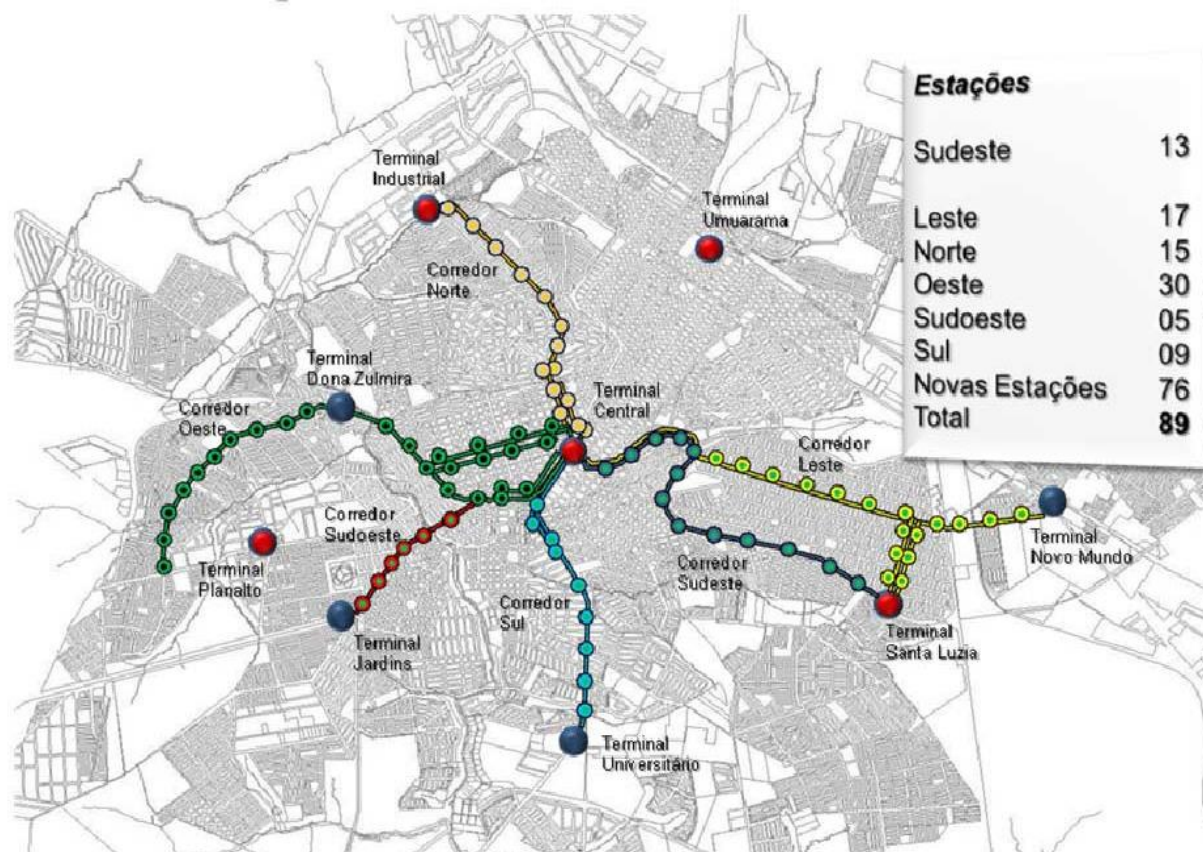 Estações
Sudeste 13
Leste 17
Norte 15
Oeste 30
Sudoeste 05
Sul 09
Novas Estações 76
Total 89
Terminal
Industrial
Terminal
Umuarama
Corredor
Norte
Terminal
Dona Zulmira
Terminal
Central
Corredor
Oeste
Corredor
Leste
Corredor
Sudoeste
Terminal
Planalto
Terminal
Novo Mundo
Corredor
Sudeste
Corredor
Sul
Terminal
Jardins
Terminal
Santa Luzia
Terminal
Universitário